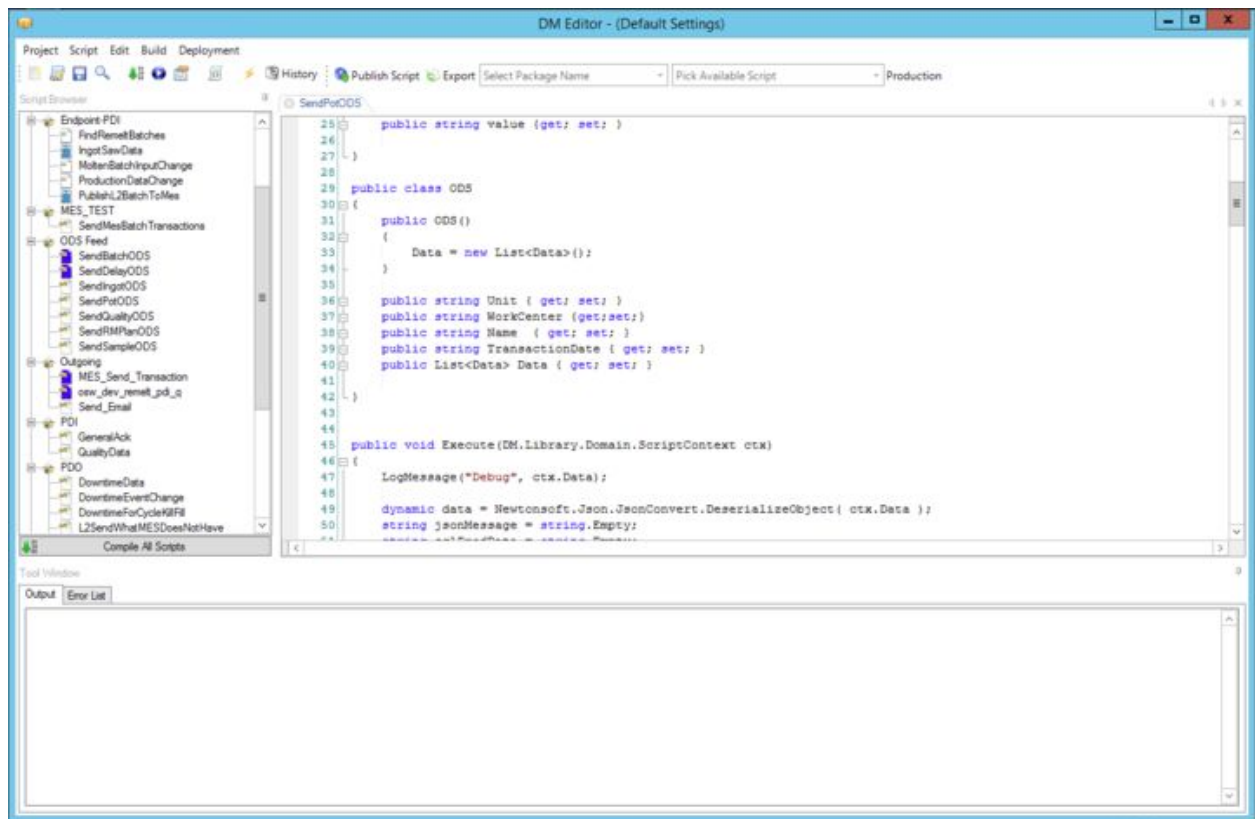 DM Editor - (Default Settings)
Project Script Edit Build Deployment
History Publish Script Export Select Package Name Pick Available Script Production
Script Browser
Endpoint-PDI
FindRemeltBatches
IngotSawData
MoltenBatchInputChange
ProductionDataChange
PublishL2BatchToMes
MES_TEST
SendMesBatchTransactions
ODS Feed
SendBatchODS
SendDelayODS
SendIngotODS
SendPotODS
SendQualityODS
SendRMPlanODS
SendSampleODS
Outgoing
MES_Send_Transaction
osw_dev_remelt_pdi_q
Send_Email
PDI
GeneralAck
QualityData
PDO
DowntimeData
DowntimeEventChange
DowntimeForCycleKillFill
L2SendWhatMESDoesNotHave
Compile All Scripts
SendPotODS
25 public string value {get; set; }
26
27 }
28
29 public class ODS
30 {
31 public ODS()
32 {
33 Data = new List<Data>();
34 }
35
36 public string Unit { get; set; }
37 public string WorkCenter {get;set;}
38 public string Name { get; set; }
39 public string TransactionDate { get; set; }
40 public List<Data> Data { get; set; }
41
42 }
43
44
45 public void Execute(DM.Library.Domain.ScriptContext ctx)
46 {
47 LogMessage("Debug", ctx.Data);
48
49 dynamic data = Newtonsoft.Json.JsonConvert.DeserializeObject( ctx.Data );
50 string jsonMessage = string.Empty;
Tool Window
Output Error List